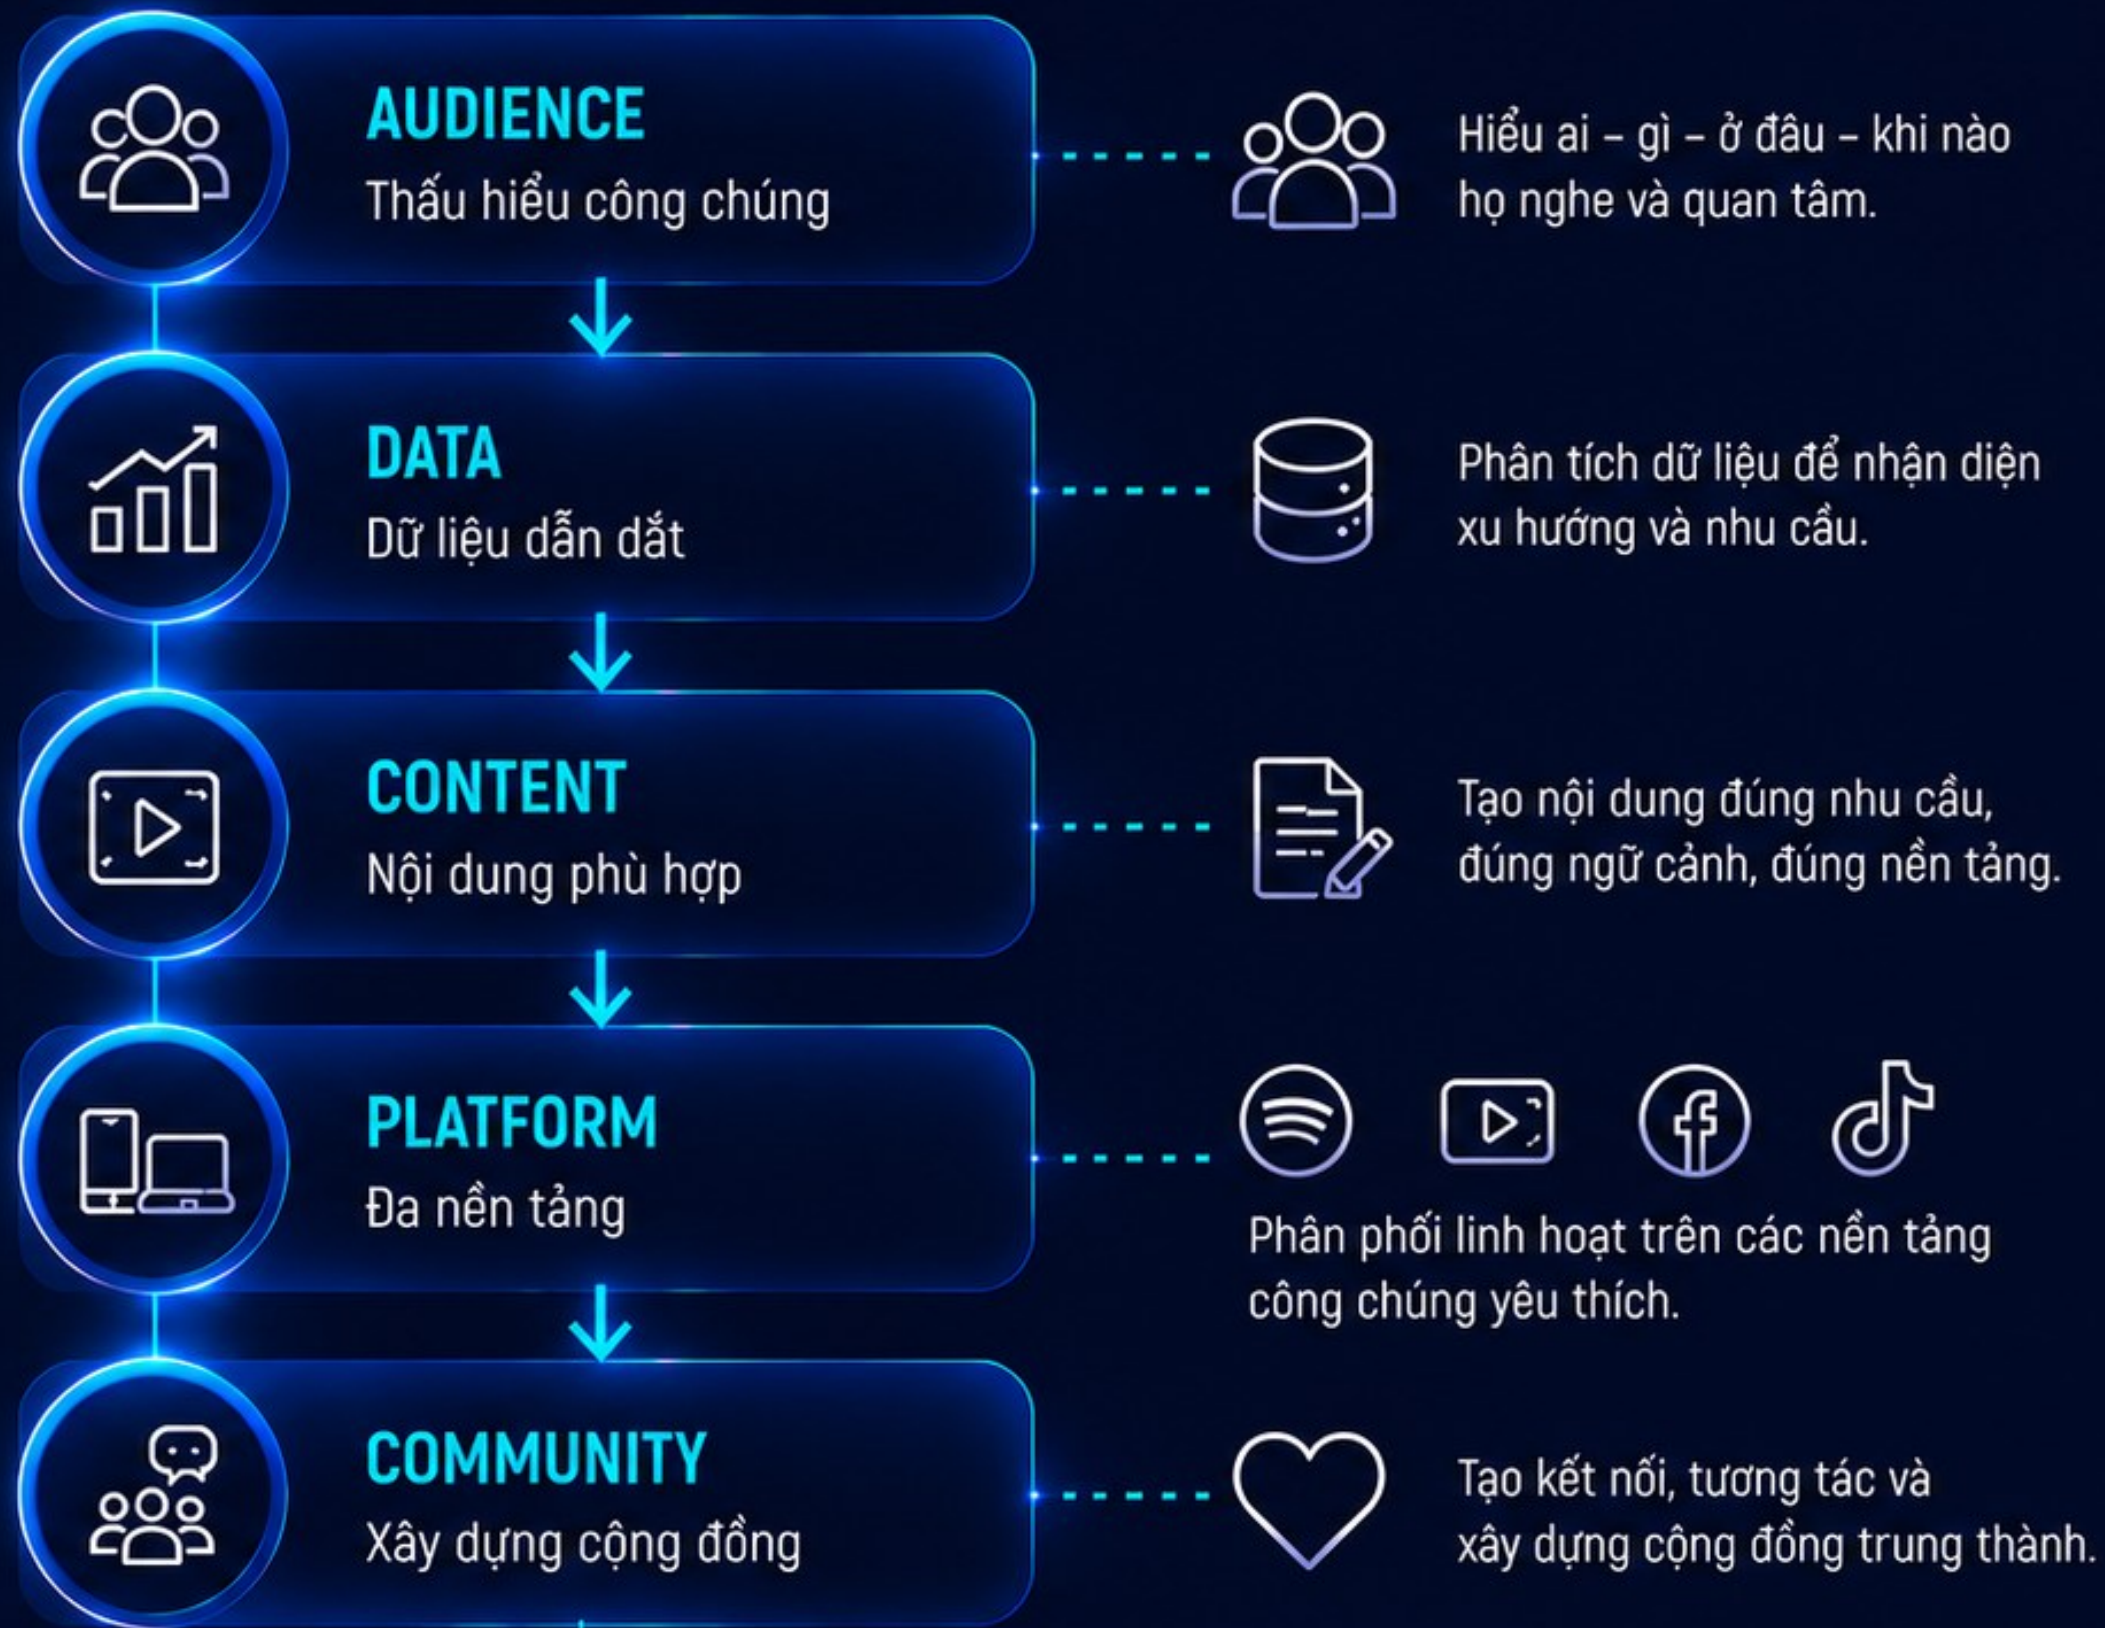 AUDIENCE
Thấu hiểu công chúng
Hiểu ai – gì – ở đâu – khi nào
họ nghe và quan tâm.
DATA
Dữ liệu dẫn dắt
Phân tích dữ liệu để nhận diện
xu hướng và nhu cầu.
CONTENT
Nội dung phù hợp
Tạo nội dung đúng nhu cầu,
đúng ngữ cảnh, đúng nền tảng.
PLATFORM
Đa nền tảng
Phân phối linh hoạt trên các nền tảng
công chúng yêu thích.
COMMUNITY
Xây dựng cộng đồng
Tạo kết nối, tương tác và
xây dựng cộng đồng trung thành.